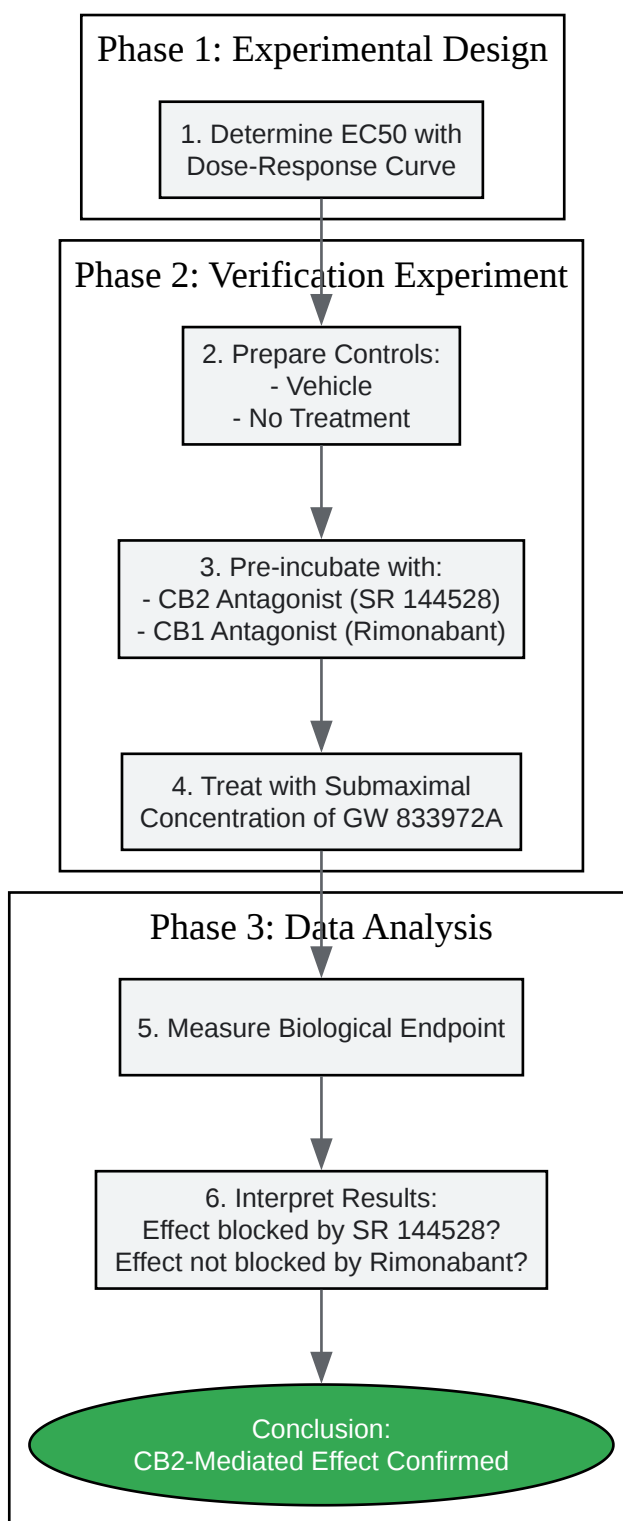 Phase 1: Experimental Design
1. Determine EC50 with
Dose-Response Curve
Phase 2: Verification Experiment
2. Prepare Controls:
- Vehicle
- No Treatment
3. Pre-incubate with:
- CB2 Antagonist (SR 144528)
- CB1 Antagonist (Rimonabant)
4. Treat with Submaximal
Concentration of GW 833972A
Phase 3: Data Analysis
5. Measure Biological Endpoint
6. Interpret Results:
Effect blocked by SR 144528?
Effect not blocked by Rimonabant?
Conclusion:
CB2-Mediated Effect Confirmed